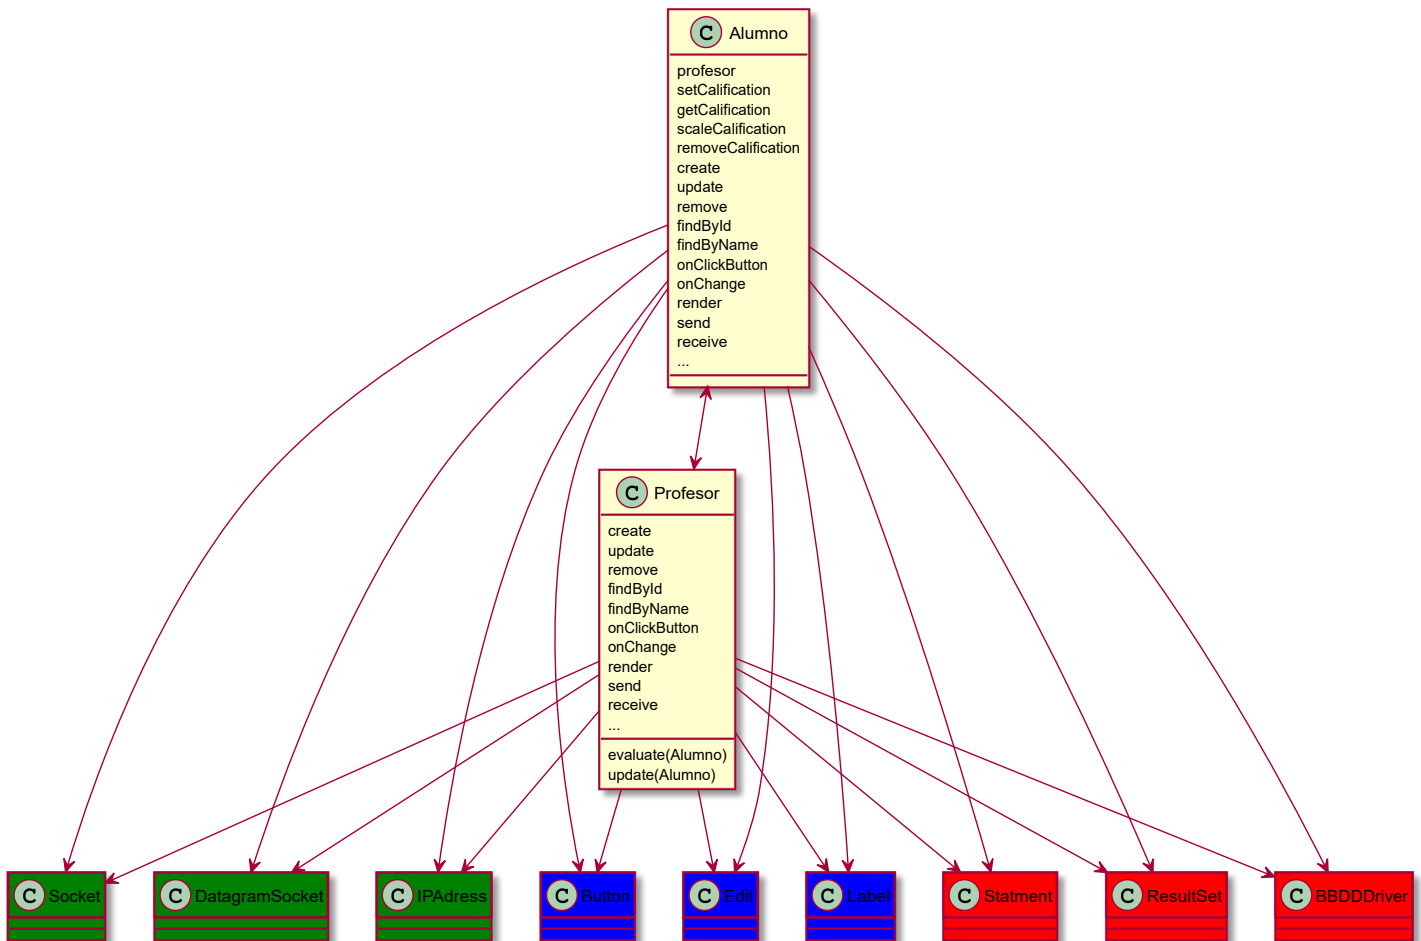 C Alumno
profesor
setCalification
getCalification
scaleCalification
removeCalification
create
update
remove
findById
findByName
onClickButton
onChange
render
send
receive
...
C Profesor
create
update
remove
findById
findByName
onClickButton
onChange
render
send
receive
...
evaluate(Alumno)
update(Alumno)
C Socket
C DatagramSocket
C IPAdress
C Button
C Edit
C Label
C Statment
C ResultSet
C BBDDDriver